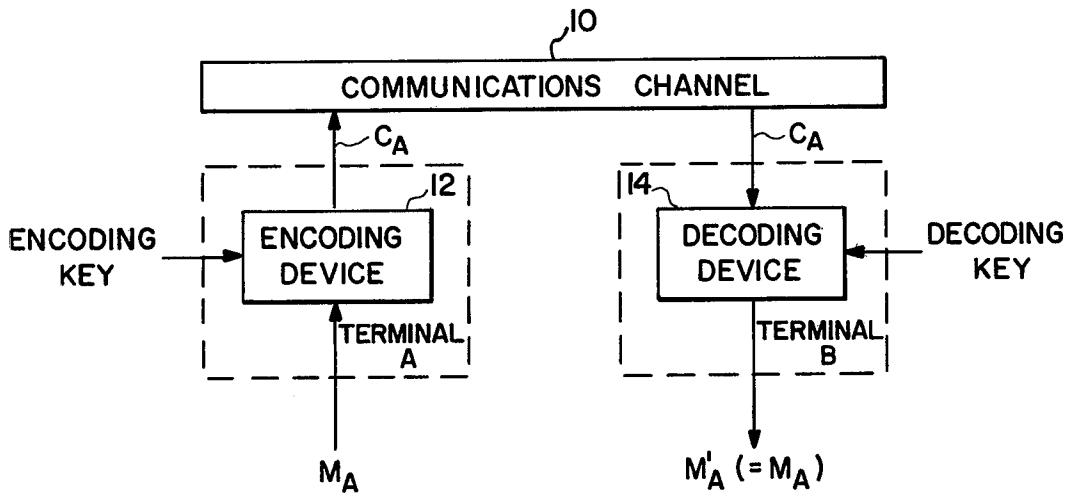 10
COMMUNICATIONS CHANNEL
C_A
C_A
12
14
ENCODING
KEY
ENCODING
DEVICE
DECODING
DEVICE
DECODING
KEY
TERMINAL
A
TERMINAL
B
M_A
M'_A (= M_A)